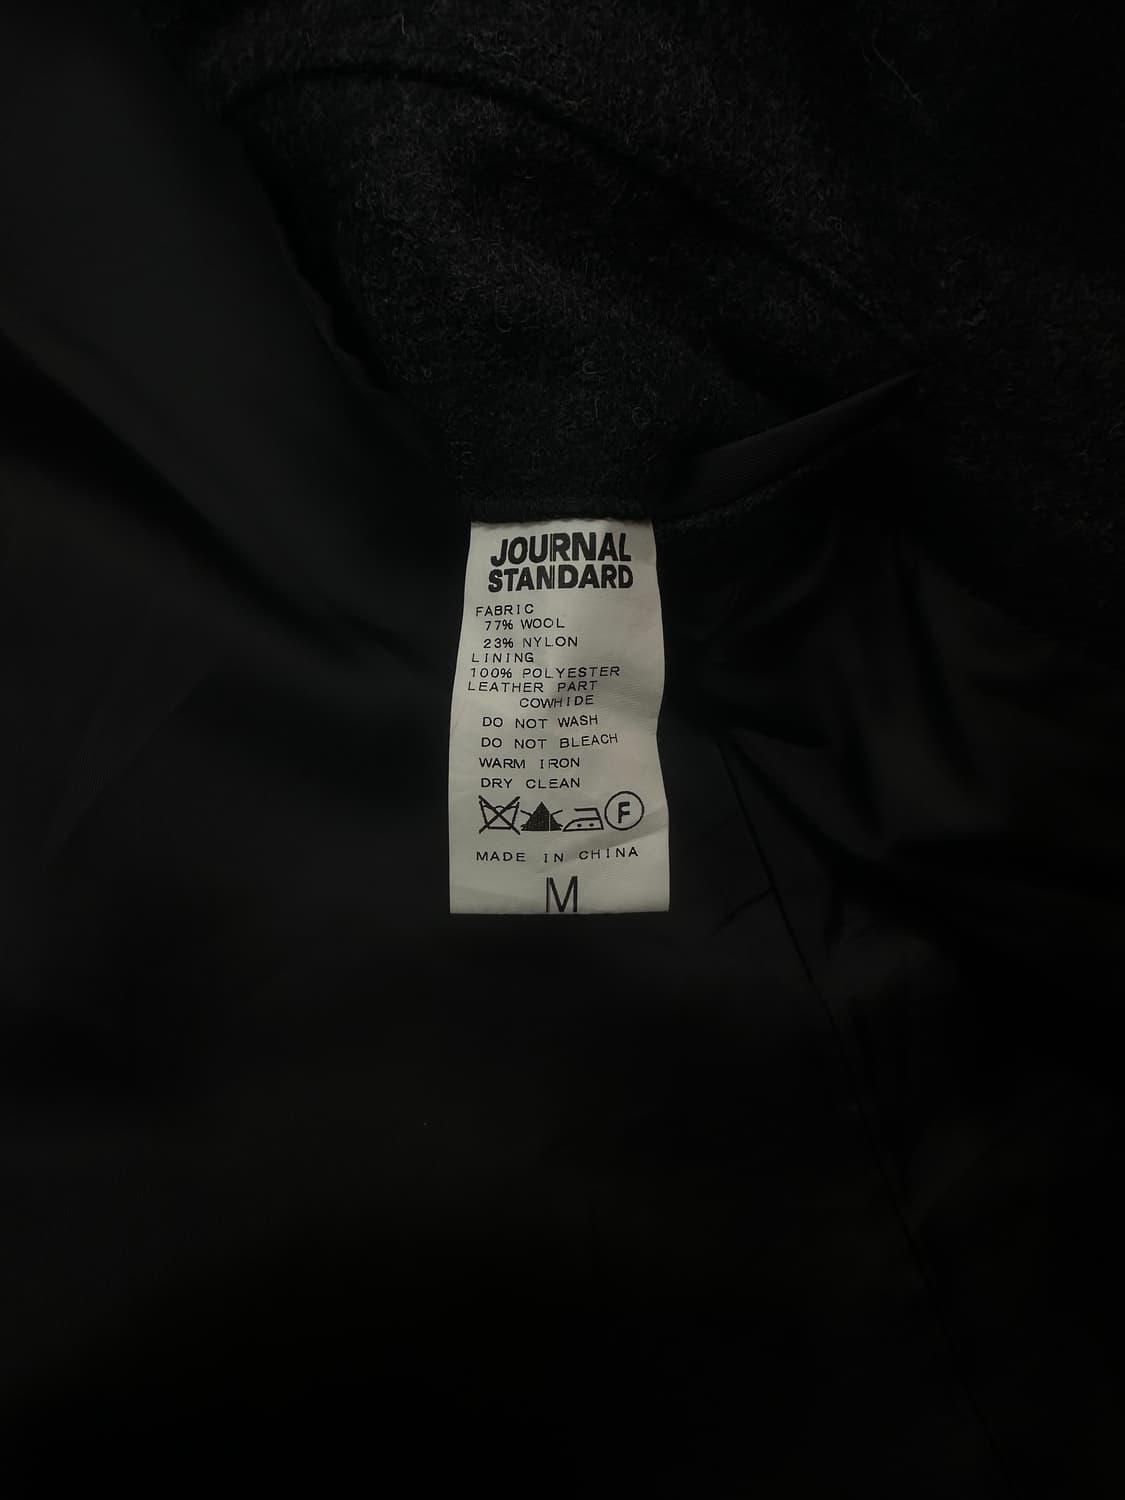 JOURNAL
STANDARD
FABRIC
77% WOOL
23% NYLON
LINING
100% POLYESTER
LEATHER PART
COWHIDE
DO NOT WASH
DO NOT BLEACH
WARM IRON
DRY CLEAN
F
MADE IN CHINA
M